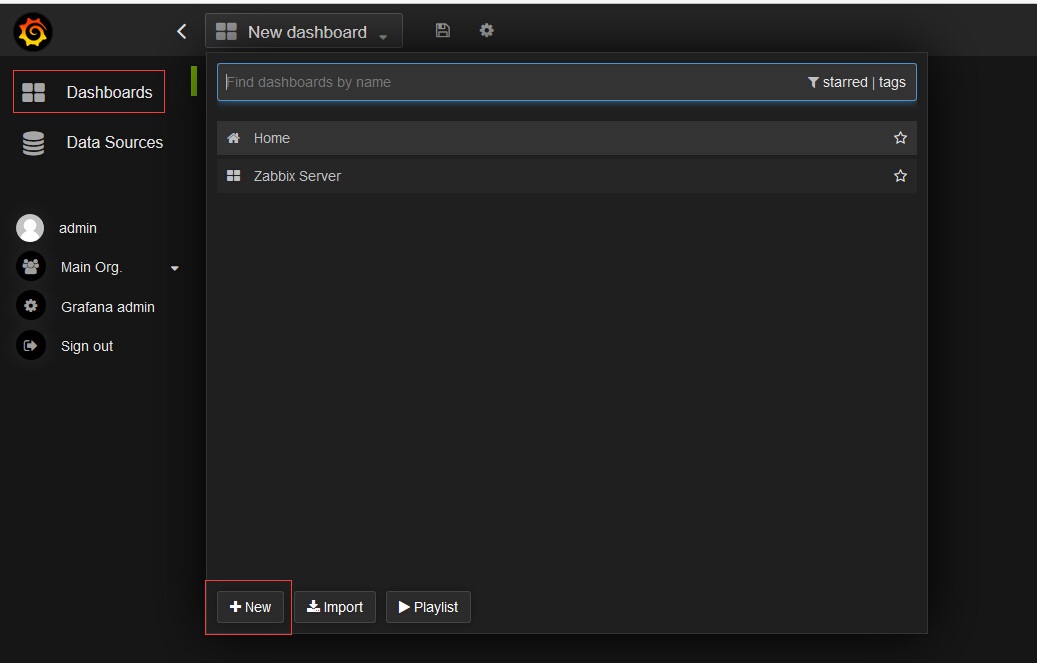 New dashboard
Dashboards
Find dashboards by name
starred | tags
Data Sources
Home
Zabbix Server
admin
Main Org.
Grafana admin
Sign out
New
Import
Playlist